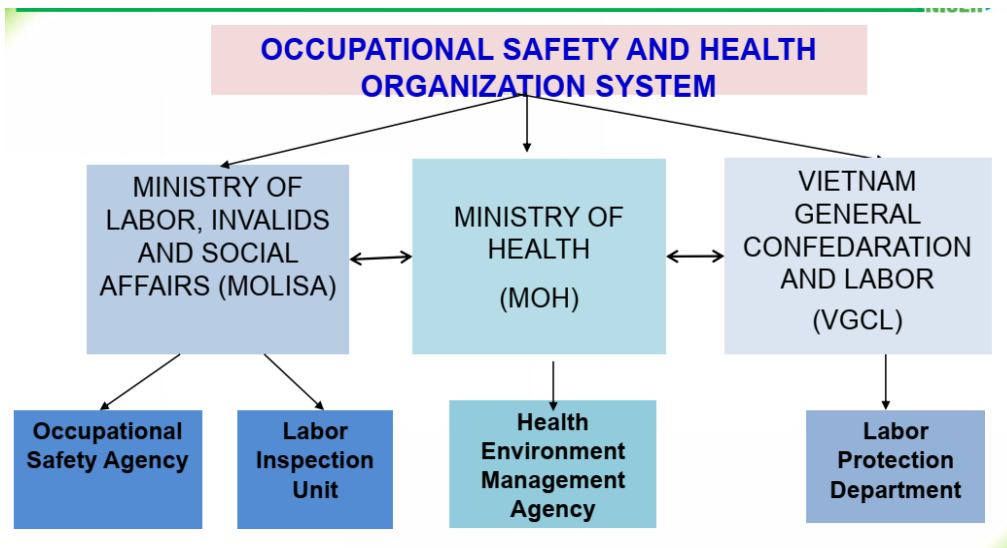 OCCUPATIONAL SAFETY AND HEALTH
ORGANIZATION SYSTEM
MINISTRY OF
LABOR, INVALIDS
AND SOCIAL
AFFAIRS (MOLISA)
MINISTRY OF
HEALTH
(MOH)
VIETNAM
GENERAL
CONFEDARATION
AND LABOR
(VGCL)
Occupational
Safety Agency
Labor
Inspection
Unit
Health
Environment
Management
Agency
Labor
Protection
Department